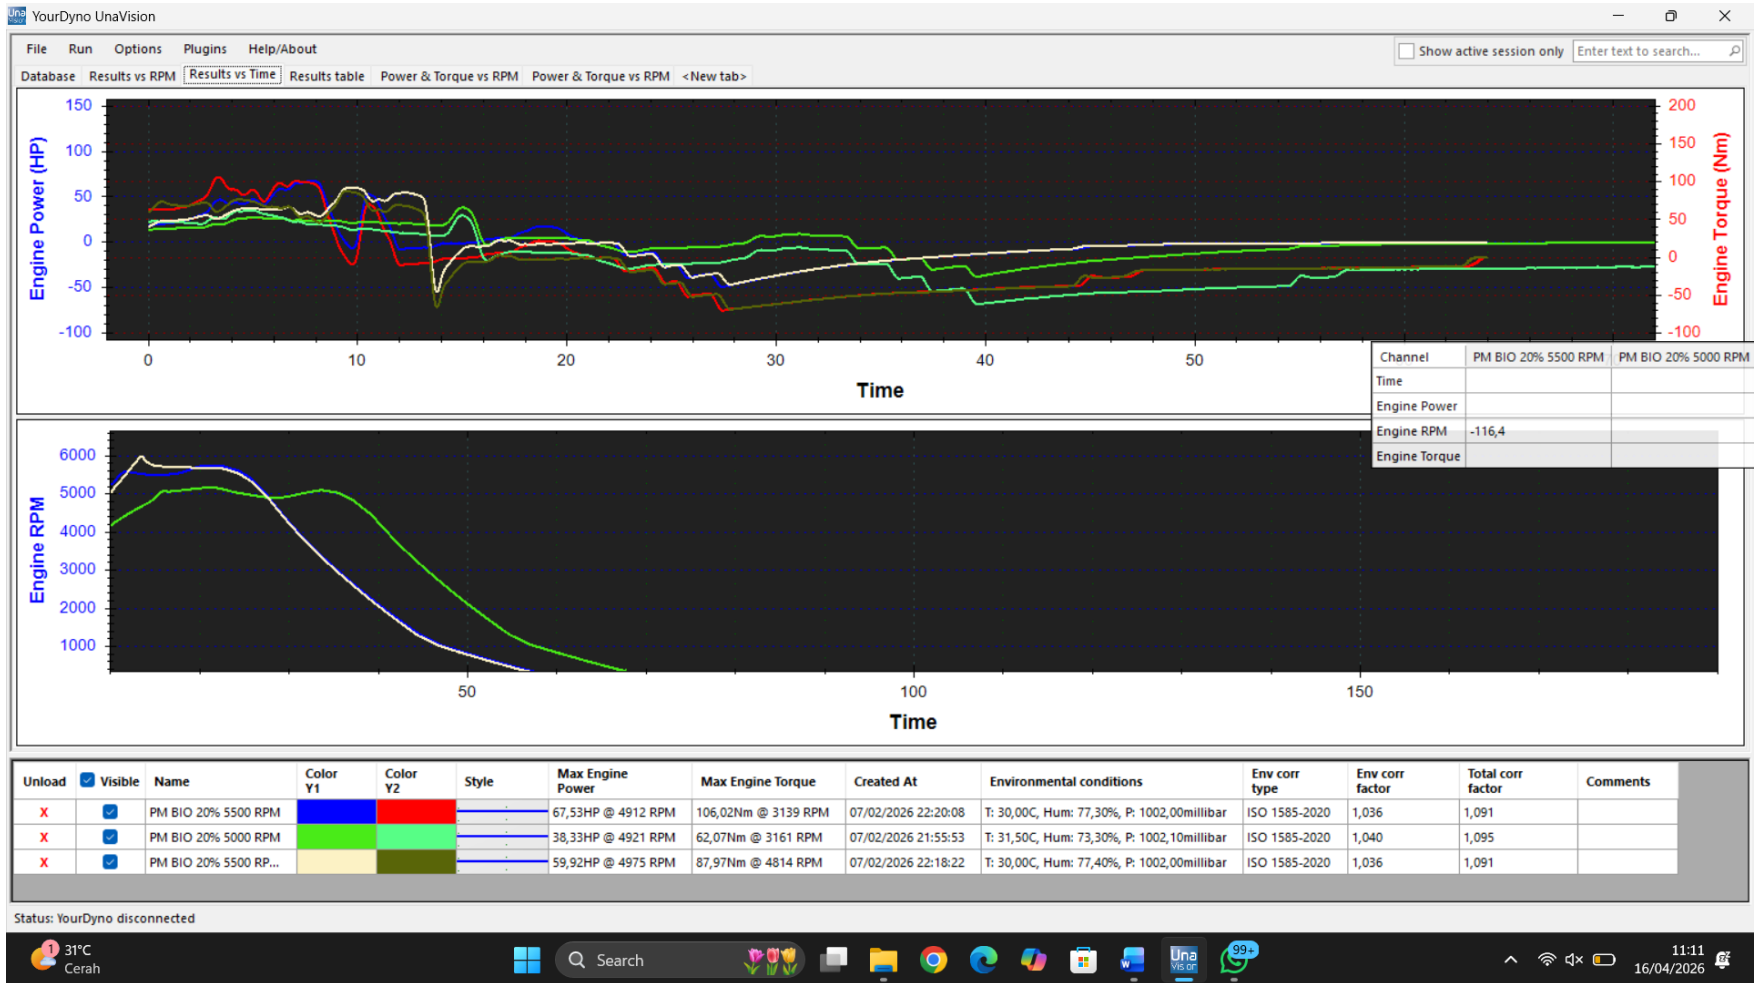 Una Vision YourDyno UnaVision
File Run Options Plugins Help/About
Show active session only Enter text to search...
Database Results vs RPM Results vs Time Results table Power & Torque vs RPM Power & Torque vs RPM <New tab>
Engine Power (HP)
150
100
50
0
-50
-100
200
150
100
50
0
-50
-100
Engine Torque (Nm)
0 10 20 30 40 50
Time
Channel PM BIO 20% 5500 RPM PM BIO 20% 5000 RPM
Time
Engine Power
Engine RPM -116,4
Engine Torque
Engine RPM
6000
5000
4000
3000
2000
1000
50 100 150
Time
Unload Visible Name Color Y1 Color Y2 Style Max Engine Power Max Engine Torque Created At Environmental conditions Env corr type Env corr factor Total corr factor Comments
X PM BIO 20% 5500 RPM 67,53HP @ 4912 RPM 106,02Nm @ 3139 RPM 07/02/2026 22:20:08 T: 30,00C, Hum: 77,30%, P: 1002,00millibar ISO 1585-2020 1,036 1,091
X PM BIO 20% 5000 RPM 38,33HP @ 4921 RPM 62,07Nm @ 3161 RPM 07/02/2026 21:55:53 T: 31,50C, Hum: 73,30%, P: 1002,10millibar ISO 1585-2020 1,040 1,095
X PM BIO 20% 5500 RP... 59,92HP @ 4975 RPM 87,97Nm @ 4814 RPM 07/02/2026 22:18:22 T: 30,00C, Hum: 77,40%, P: 1002,00millibar ISO 1585-2020 1,036 1,091
Status: YourDyno disconnected
1 31°C
Cerah
Search
W
Una
Vision
99+
11:11
16/04/2026